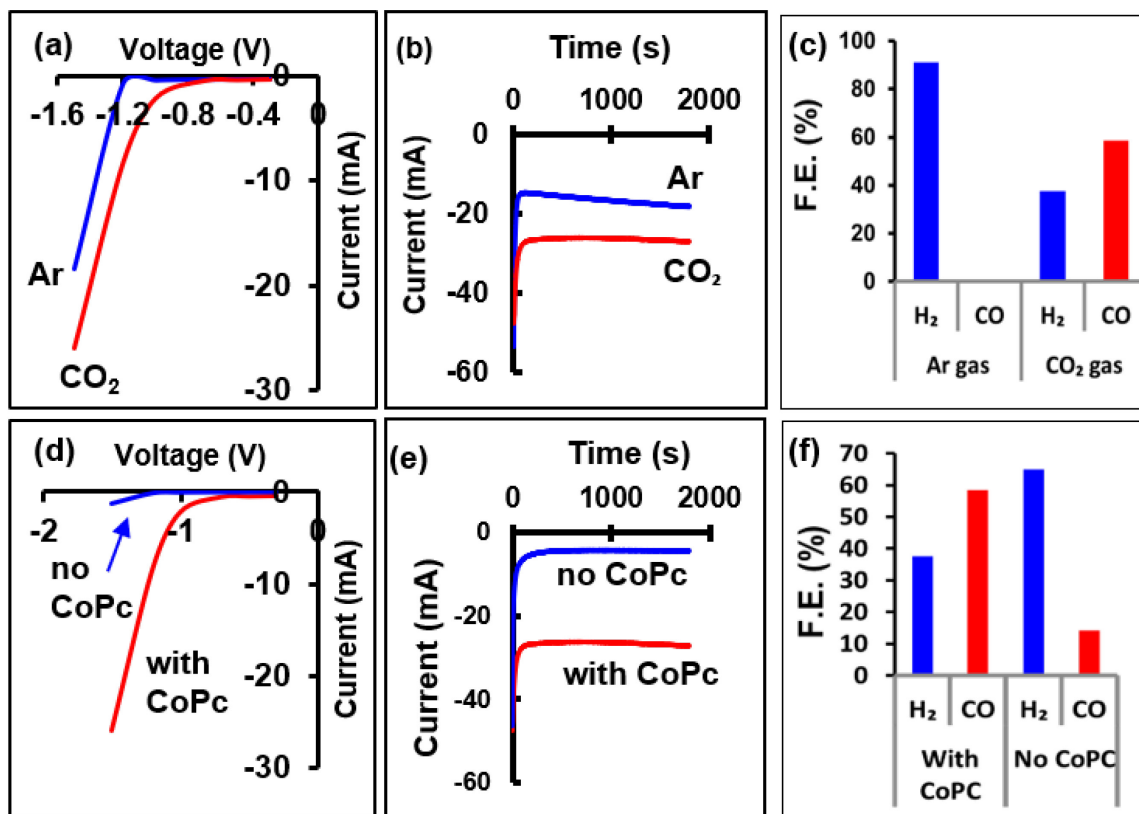 (a)
Voltage (V)
0
-1.6 -1.2 -0.8 -0.4 0
-10
-20
-30
Current (mA)
Ar
CO₂
(b)
Time (s)
0 1000 2000
0
-20
-40
-60
Current (mA)
Ar
CO₂
(c)
100
80
60
40
20
0
F.E. (%)
H₂ CO H₂ CO
Ar gas CO₂ gas
(d)
Voltage (V)
0
-2 -1 0
-10
-20
-30
Current (mA)
no
CoPc
with
CoPc
(e)
Time (s)
0 1000 2000
0
-20
-40
-60
Current (mA)
no CoPc
with CoPc
(f)
70
60
50
40
30
20
10
0
F.E. (%)
H₂ CO H₂ CO
With No CoPC
CoPC